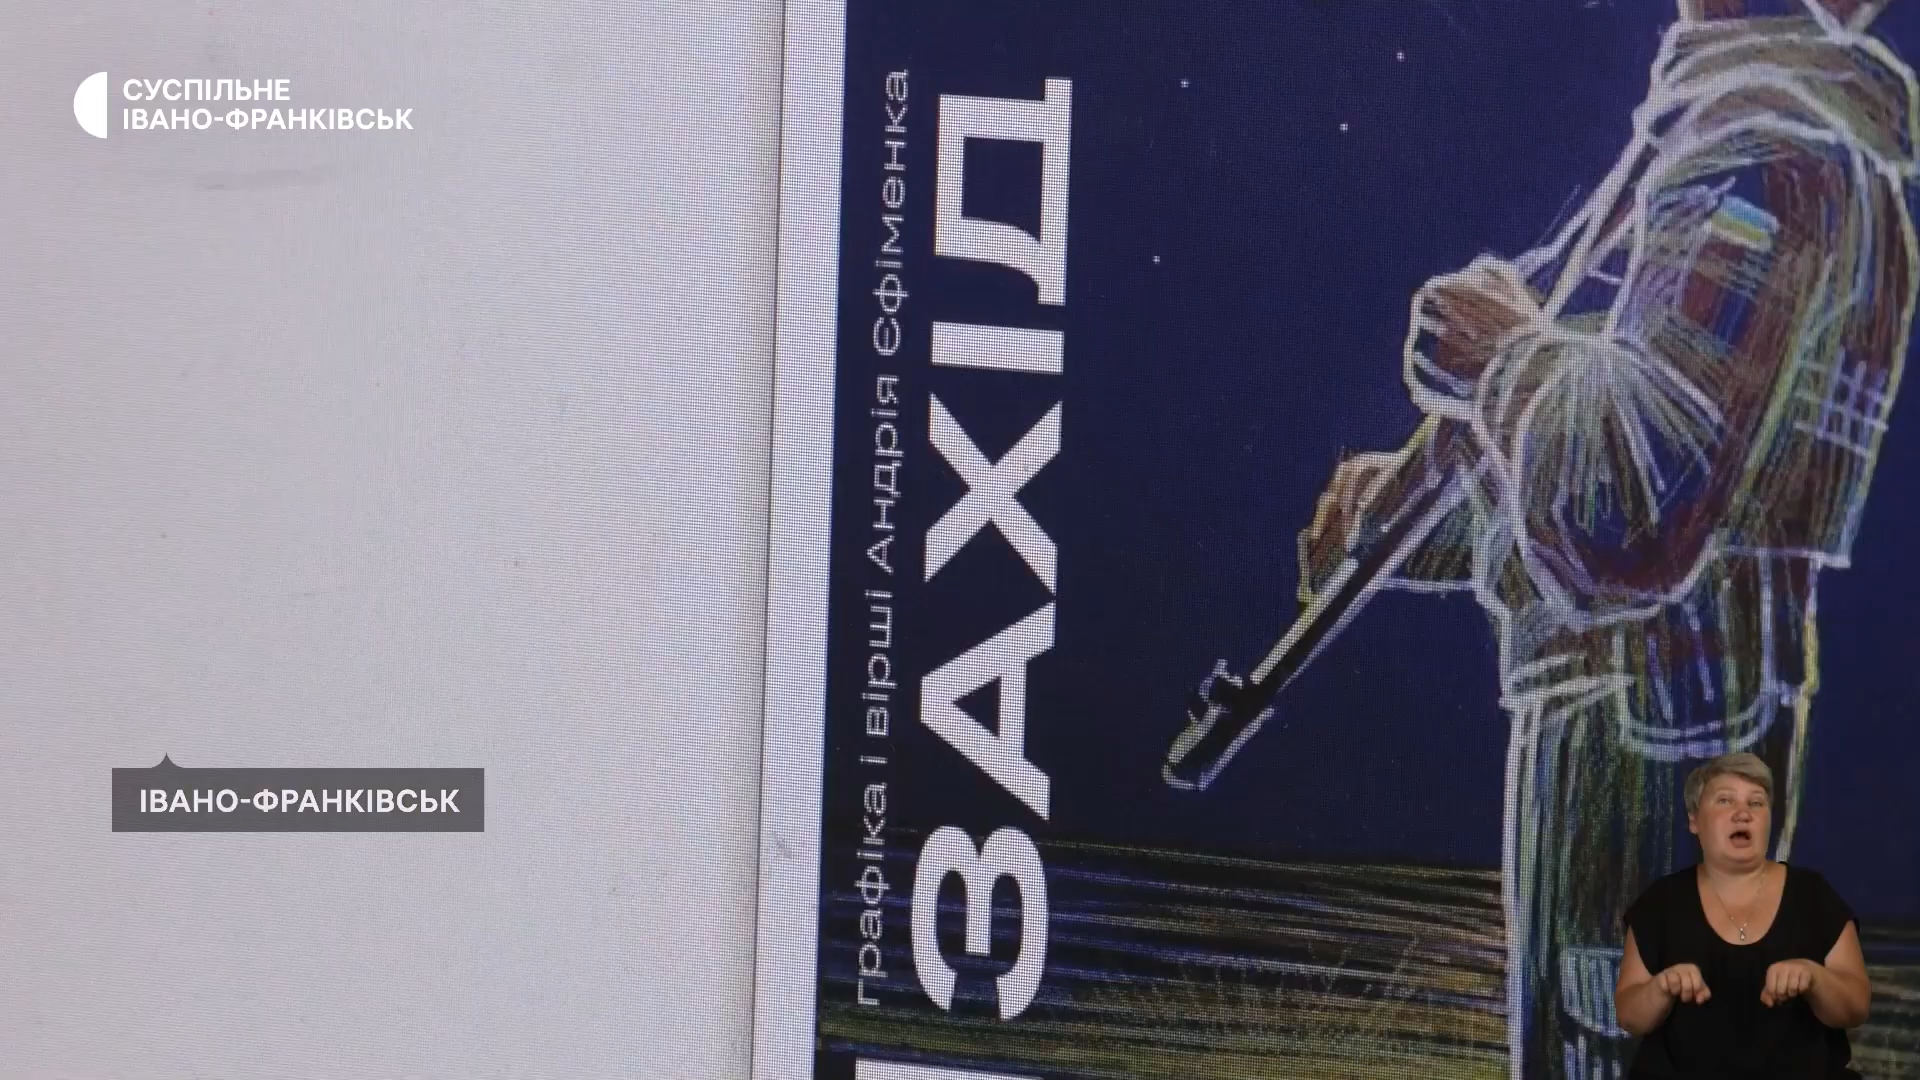 СУСПІЛЬНЕ
ІВАНО-ФРАНКІВСЬК
Графіка і вірші Андрія Єфіменка
ЗАХІД
ІВАНО-ФРАНКІВСЬК